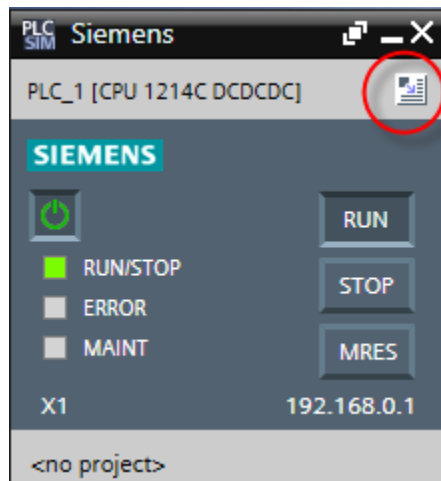 PLC SIM Siemens
PLC_1 [CPU 1214C DCDCDC]
SIEMENS
RUN
RUN/STOP
STOP
ERROR
MAINT
MRES
X1 192.168.0.1
<no project>